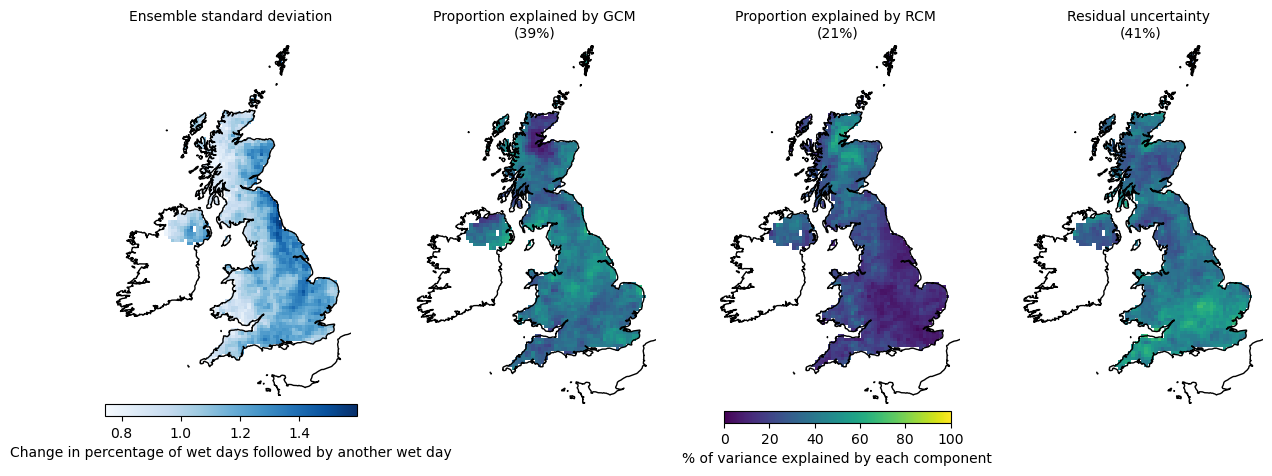 Ensemble standard deviation
Proportion explained by GCM
(39%)
Proportion explained by RCM
(21%)
Residual uncertainty
(41%)
0.8 1.0 1.2 1.4
Change in percentage of wet days followed by another wet day
0 20 40 60 80 100
% of variance explained by each component